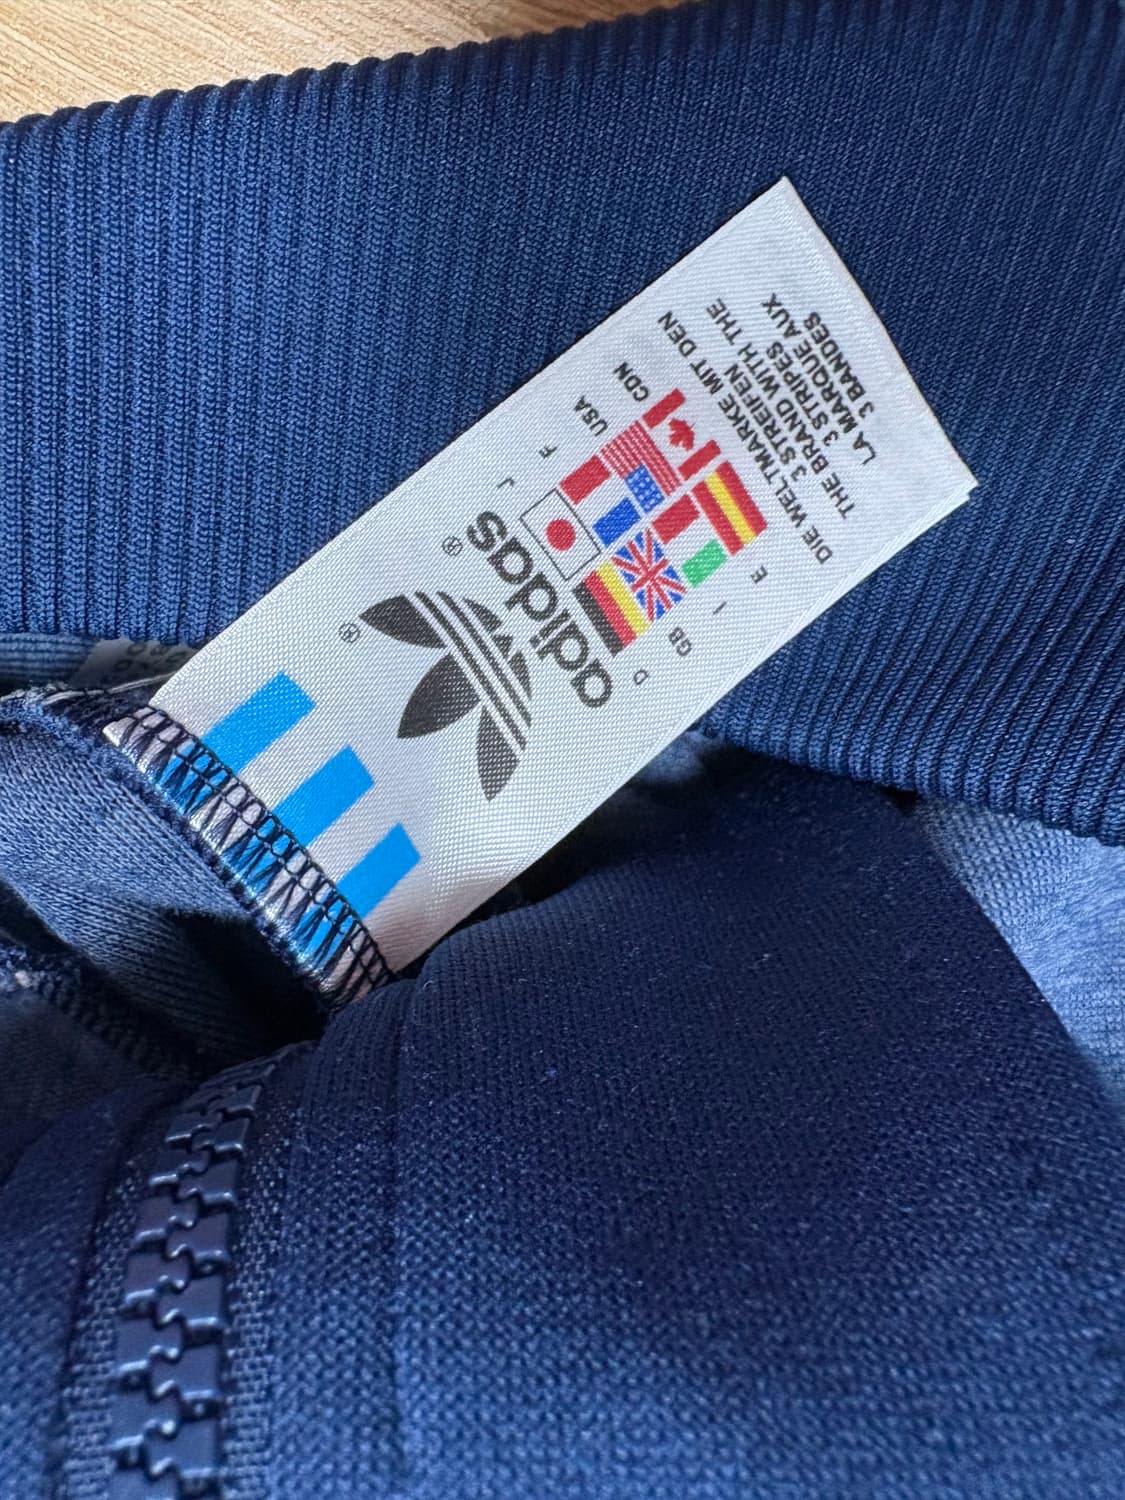 ®
adidas®
J
F
USA
CDN
D
GB
I
E
DIE WELTMARKE MIT DEN
3 STREIFEN
THE BRAND WITH THE
3 STRIPES
LA MARQUE AUX
3 BANDES